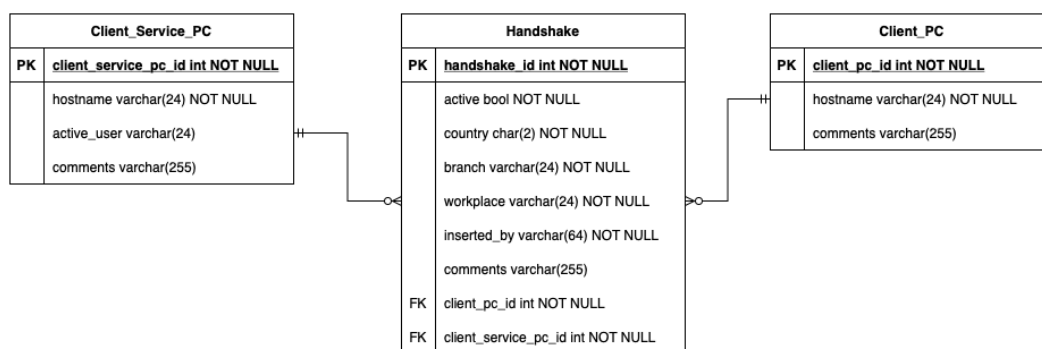 Client_Service_PC
PK client_service_pc_id int NOT NULL
hostname varchar(24) NOT NULL
active_user varchar(24)
comments varchar(255)
Handshake
PK handshake_id int NOT NULL
active bool NOT NULL
country char(2) NOT NULL
branch varchar(24) NOT NULL
workplace varchar(24) NOT NULL
inserted_by varchar(64) NOT NULL
comments varchar(255)
FK client_pc_id int NOT NULL
FK client_service_pc_id int NOT NULL
Client_PC
PK client_pc_id int NOT NULL
hostname varchar(24) NOT NULL
comments varchar(255)